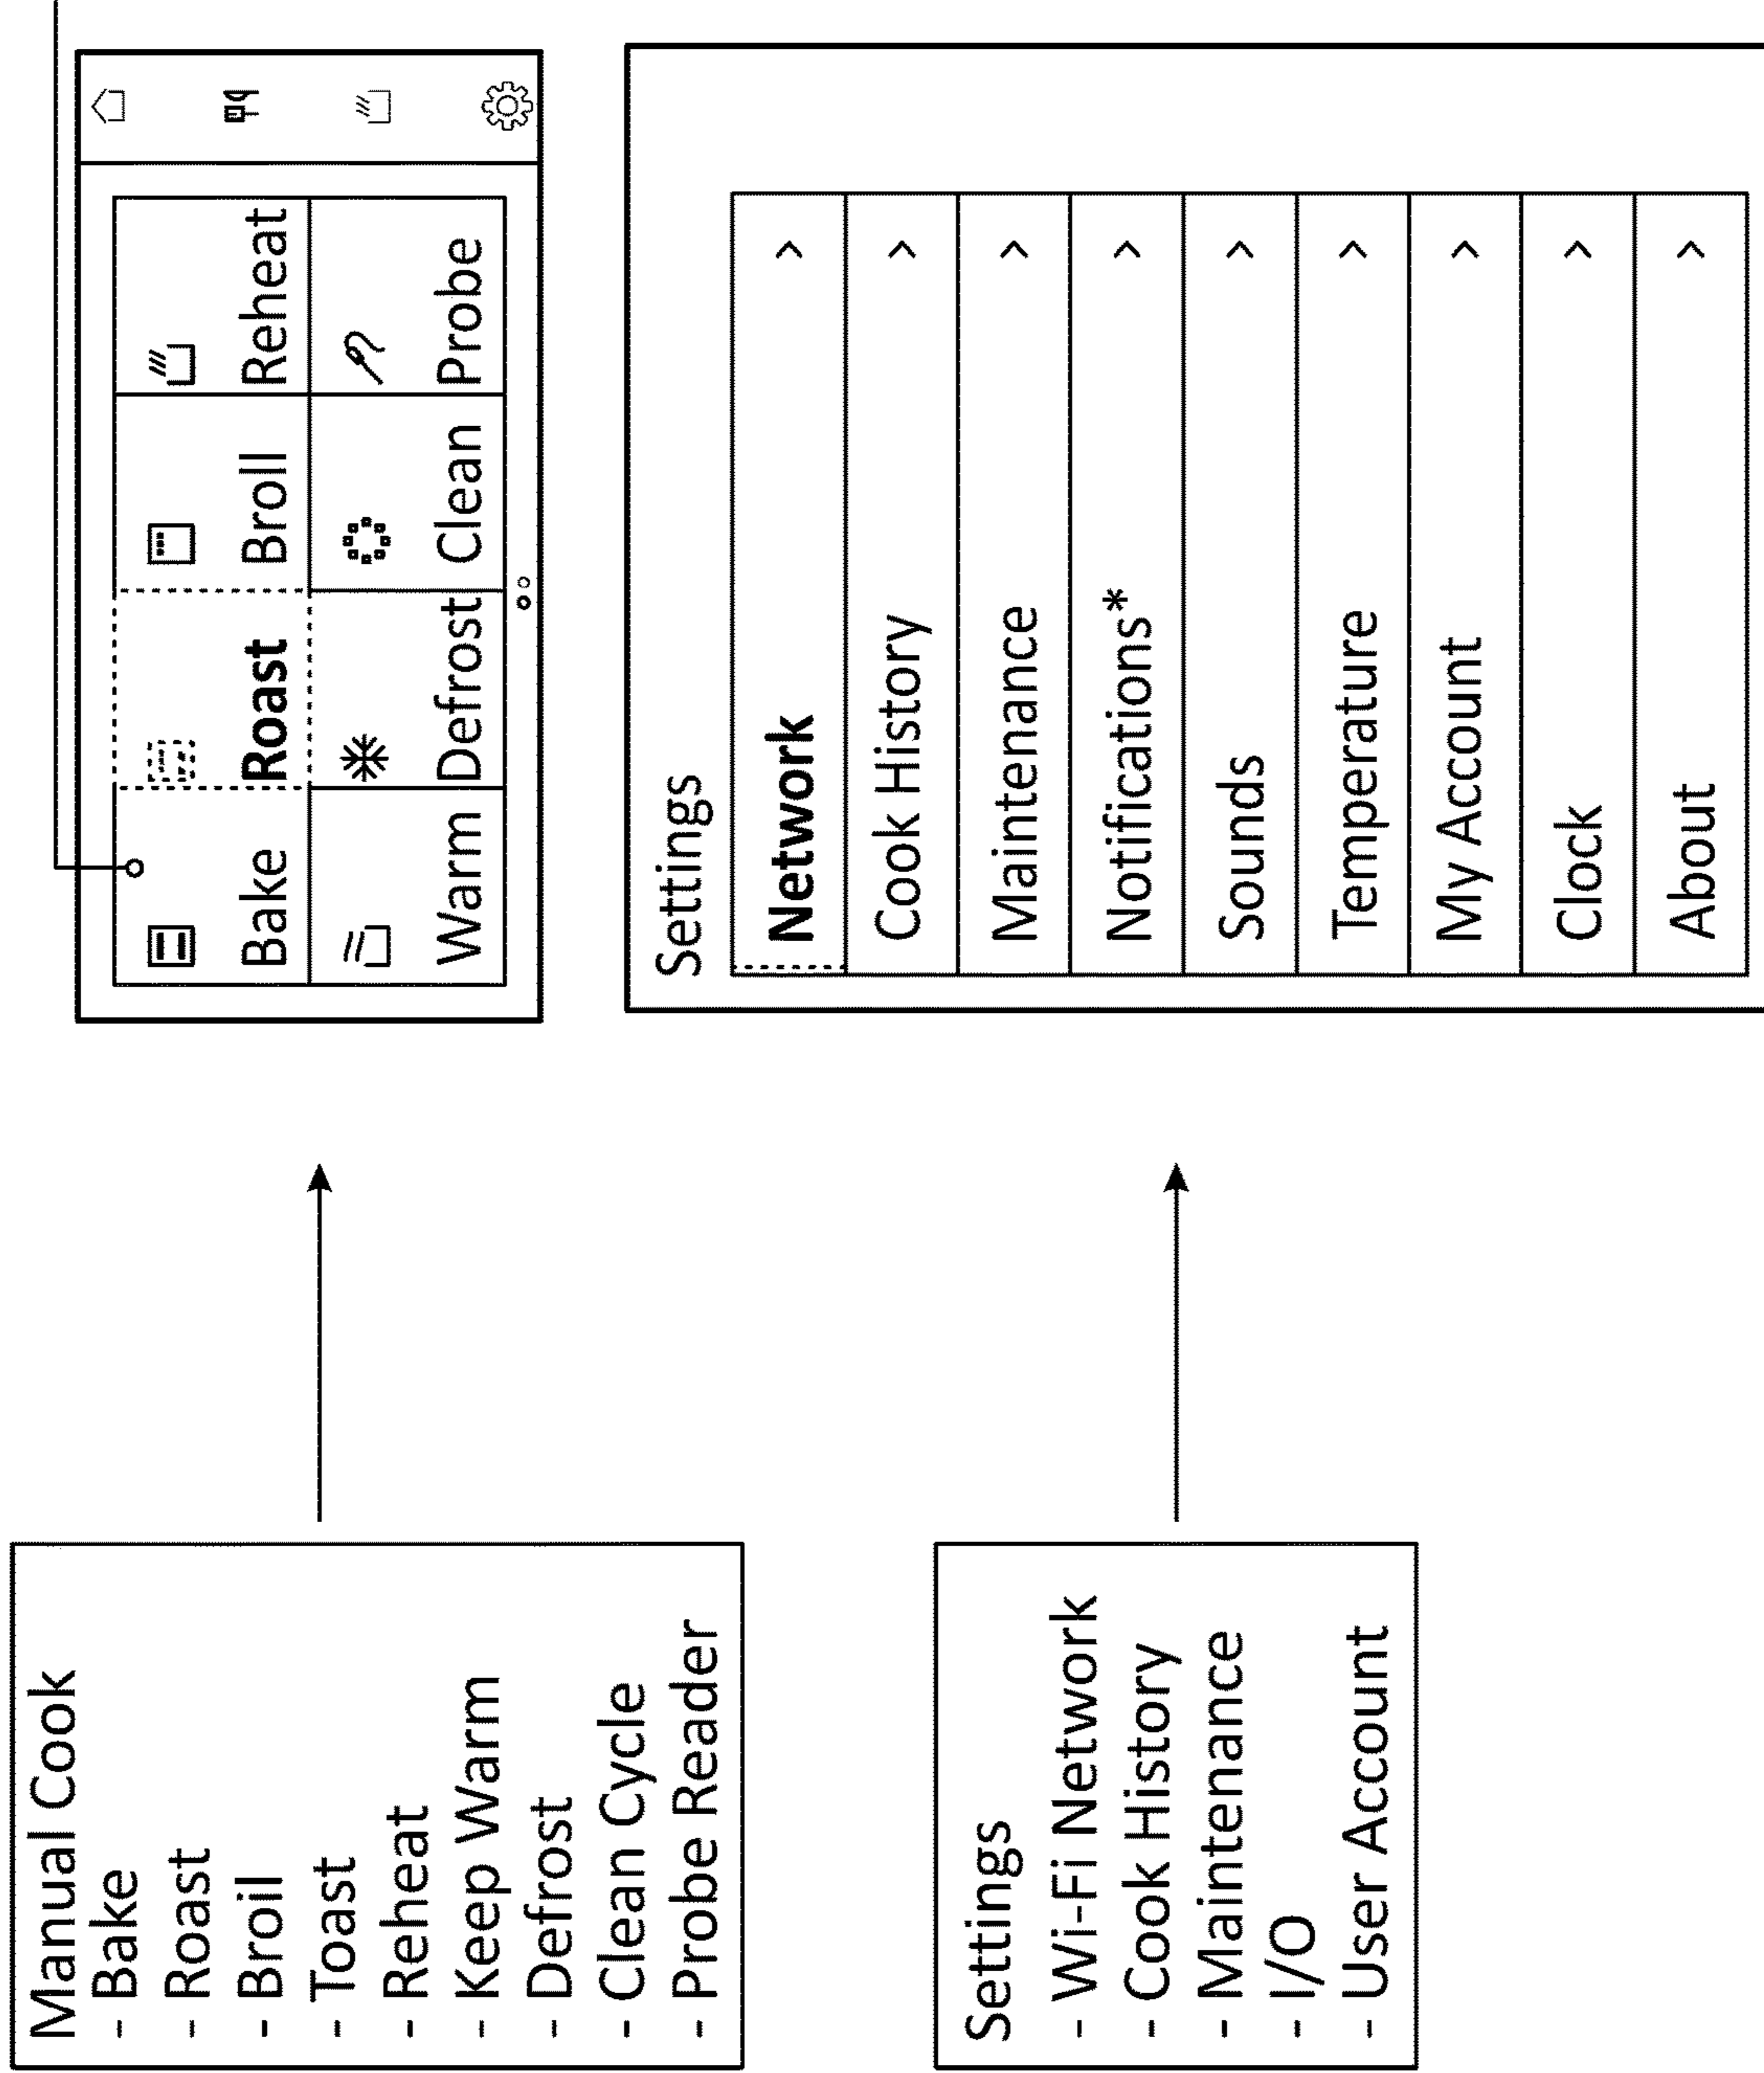 Manual Cook
- Bake
- Roast
- Broil
- Toast
- Reheat
- Keep Warm
- Defrost
- Clean Cycle
- Probe Reader
Bake Roast Broll Reheat
Warm Defrost Clean Probe
Settings
- Wi-Fi Network
- Cook History
- Maintenance
- I/O
- User Account
Settings
Network >
Cook History >
Maintenance >
Notifications* >
Sounds >
Temperature >
My Account >
Clock >
About >